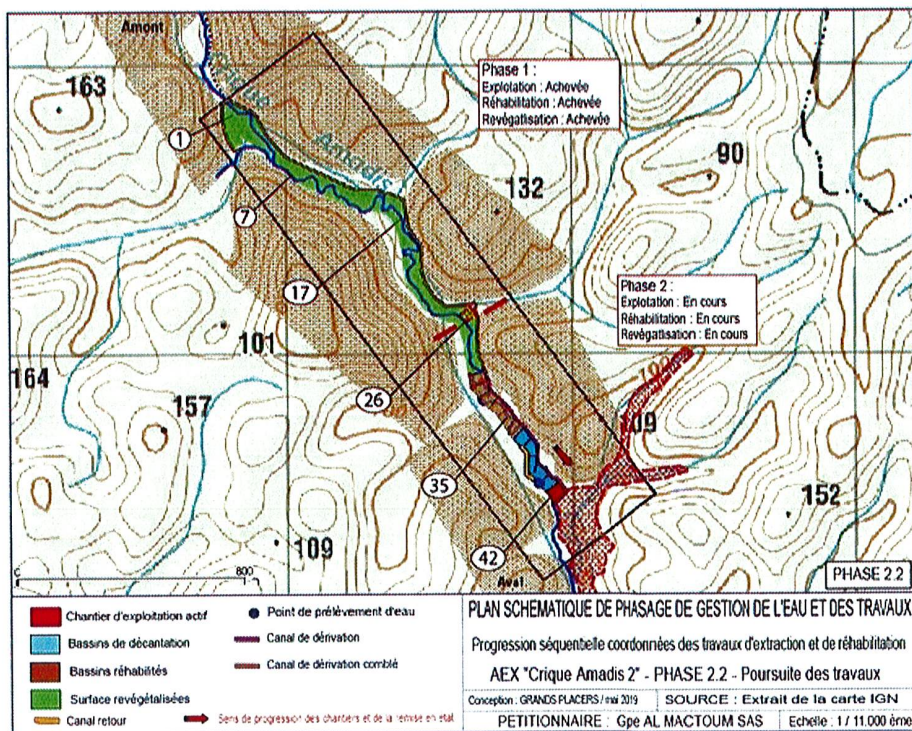 Amont
163
Crique
Amadis
Phase 1 :
Exploitation : Achevée
Réhabilitation : Achevée
Revégatisation : Achevée
1
90
132
7
17
Phase 2 :
Explotation : En cours
Réhabilitation : En cours
Revégatisation : En cours
101
164
26
157
09
35
152
109
42
Aval
800
PHASE 2.2
Chantier d'exploitation actif
Bassins de décantation
Bassins réhabilités
Surface revégétalisées
Canal retour
Point de prélèvement d'eau
Canal de dérivation
Canal de dérivation comblé
Sens de progression des chantiers et de la remise en etat
PLAN SCHEMATIQUE DE PHASAGE DE GESTION DE L'EAU ET DES TRAVAUX
Progression séquentielle coordonnées des travaux d'extraction et de réhabilitation
AEX "Crique Amadis 2" - PHASE 2.2 - Poursuite des travaux
Conception : GRANDS PLACERS / mai 2019
SOURCE : Extrait de la carte IGN
PETITIONNAIRE : Gpe AL MACTOUM SAS
Echelle : 1 / 11.000 ème